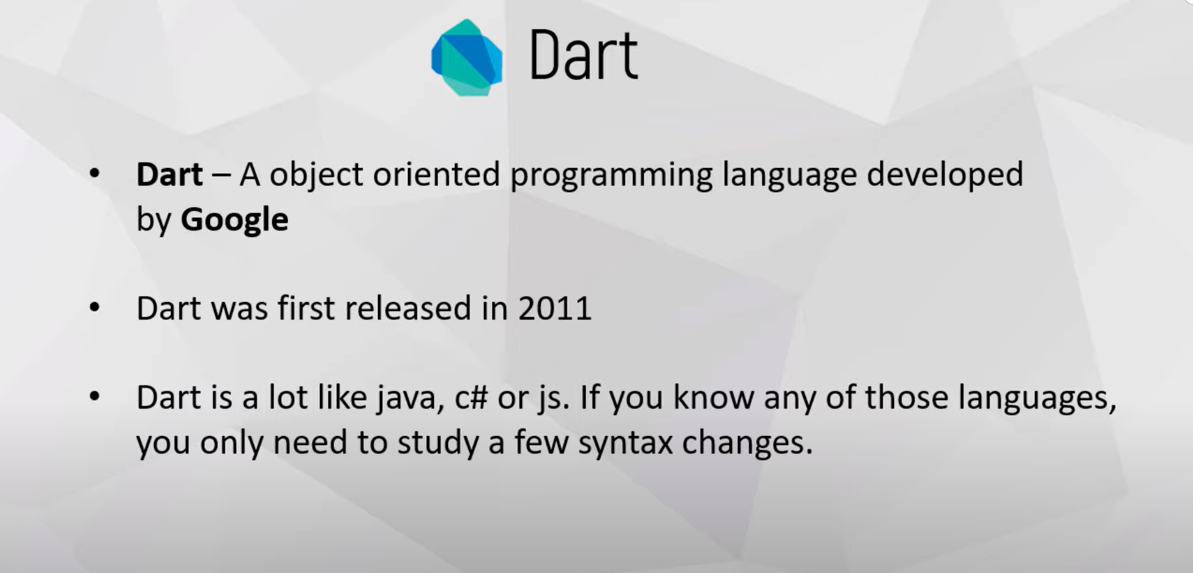 Dart
• Dart – A object oriented programming language developed
by Google
• Dart was first released in 2011
• Dart is a lot like java, c# or js. If you know any of those languages,
you only need to study a few syntax changes.